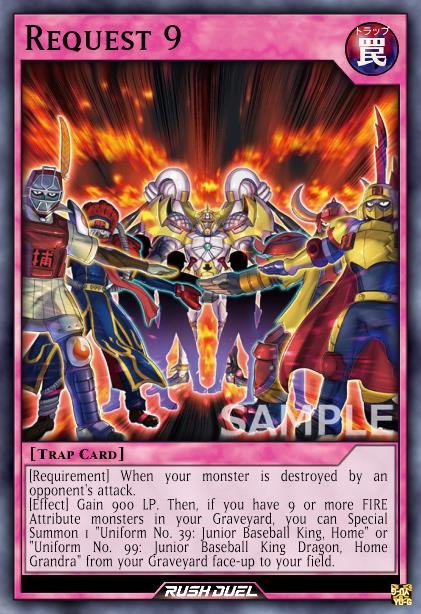 Request 9
トラップ
罠
捕
SAMPLE
[Trap Card]
[Requirement] When your monster is destroyed by an
opponent's attack.
[Effect] Gain 900 LP. Then, if you have 9 or more FIRE
Attribute monsters in your Graveyard, you can Special
Summon 1 "Uniform No. 39: Junior Baseball King, Home" or
"Uniform No. 99: Junior Baseball King Dragon, Home
Grandra" from your Graveyard face-up to your field.
RUSH DUEL